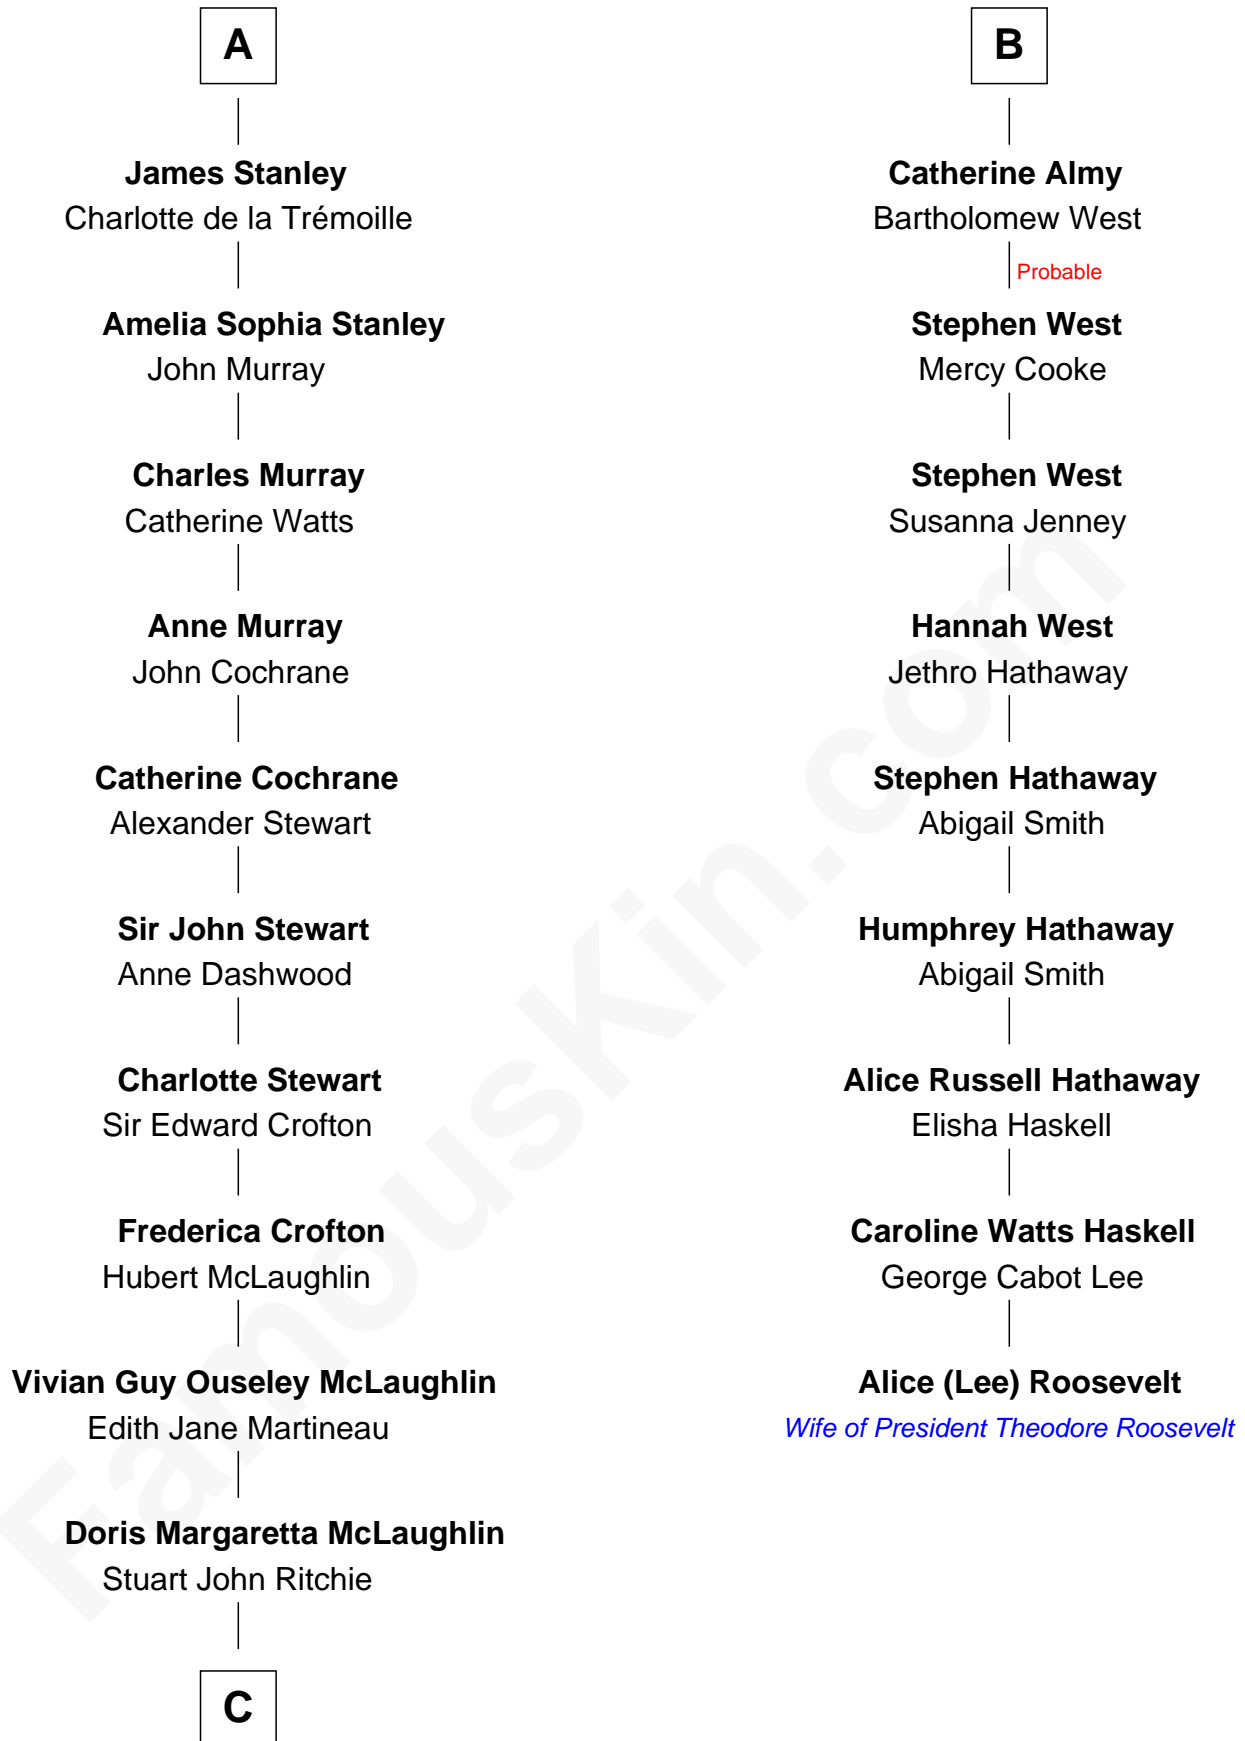 A
James Stanley
Charlotte de la Trémoille
Amelia Sophia Stanley
John Murray
Charles Murray
Catherine Watts
Anne Murray
John Cochrane
Catherine Cochrane
Alexander Stewart
Sir John Stewart
Anne Dashwood
Charlotte Stewart
Sir Edward Crofton
Frederica Crofton
Hubert McLaughlin
Vivian Guy Ouseley McLaughlin
Edith Jane Martineau
Doris Margaretta McLaughlin
Stuart John Ritchie
C
B
Catherine Almy
Bartholomew West
Probable
Stephen West
Mercy Cooke
Stephen West
Susanna Jenney
Hannah West
Jethro Hathaway
Stephen Hathaway
Abigail Smith
Humphrey Hathaway
Abigail Smith
Alice Russell Hathaway
Elisha Haskell
Caroline Watts Haskell
George Cabot Lee
Alice (Lee) Roosevelt
Wife of President Theodore Roosevelt
FamousKin.com